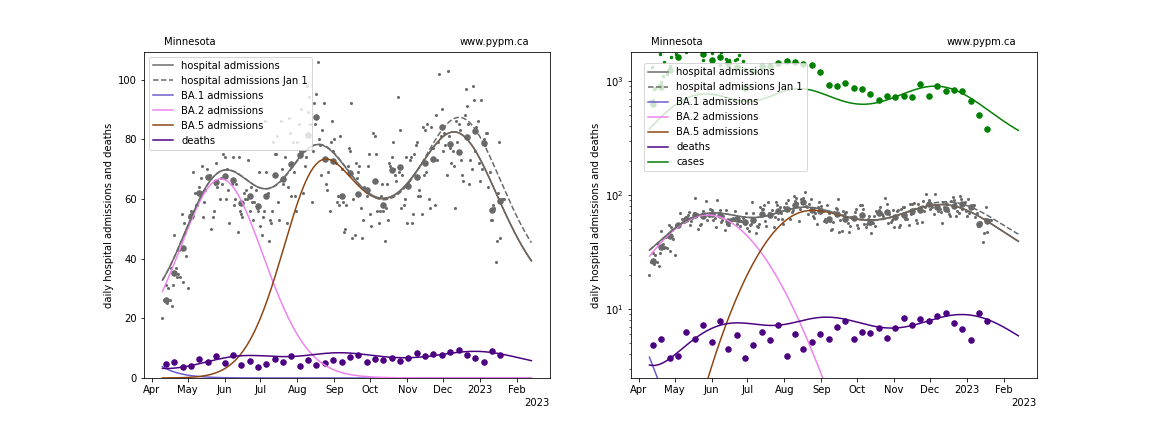 Minnesota
www.pypm.ca
hospital admissions
hospital admissions Jan 1
BA.1 admissions
BA.2 admissions
BA.5 admissions
deaths
daily hospital admissions and deaths
100
80
60
40
20
0
Apr May Jun Jul Aug Sep Oct Nov Dec 2023 Feb
2023
Minnesota
www.pypm.ca
hospital admissions
hospital admissions Jan 1
BA.1 admissions
BA.2 admissions
BA.5 admissions
deaths
cases
daily hospital admissions and deaths
10³
10²
10¹
Apr May Jun Jul Aug Sep Oct Nov Dec 2023 Feb
2023